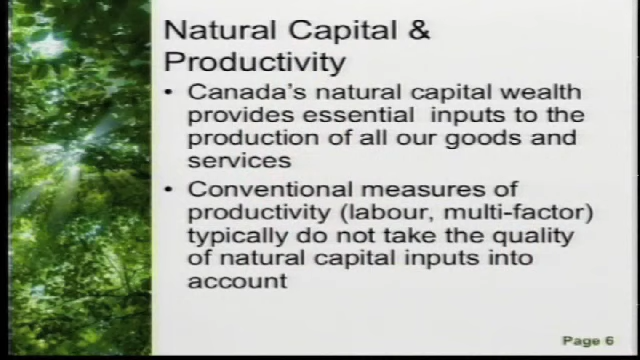 Natural Capital &
Productivity
• Canada's natural capital wealth
provides essential inputs to the
production of all our goods and
services
• Conventional measures of
productivity (labour, multi-factor)
typically do not take the quality
of natural capital inputs into
account
Page 6